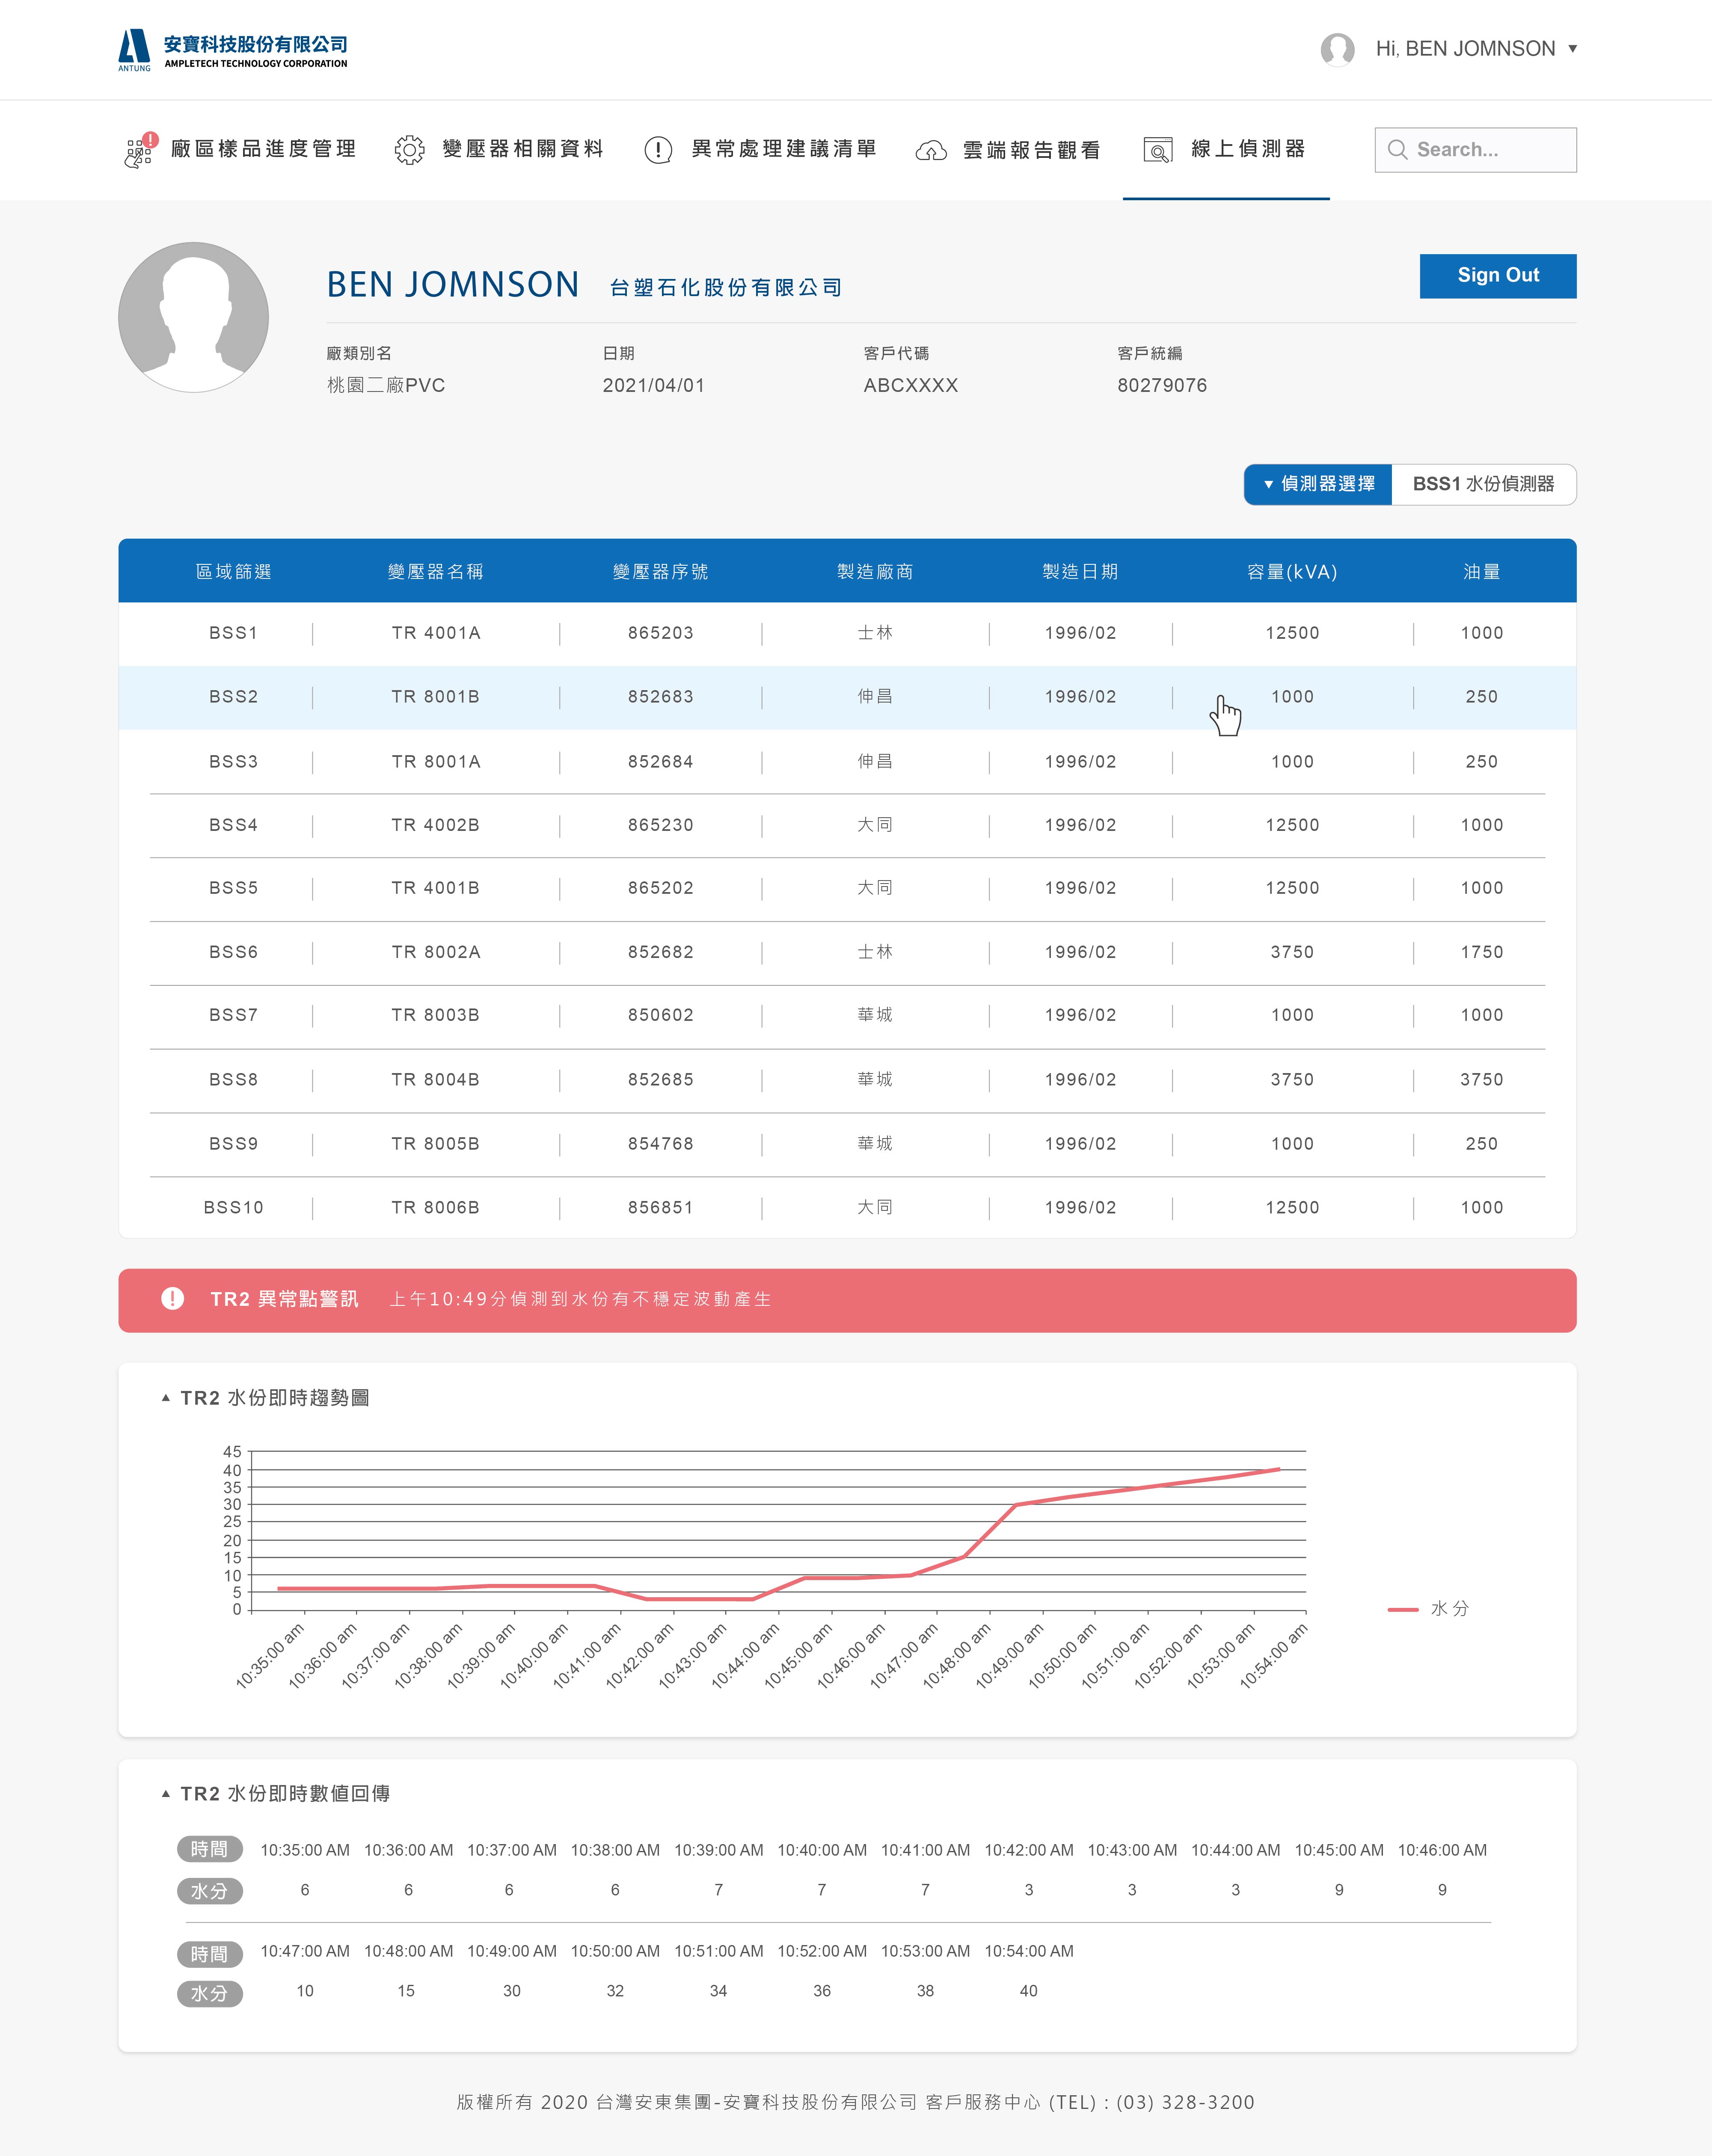 安寶科技股份有限公司
AMPLETECH TECHNOLOGY CORPORATION
ANTUNG
Hi, BEN JOMNSON
廠區樣品進度管理 變壓器相關資料 異常處理建議清單 雲端報告觀看 線上偵測器 Search...
BEN JOMNSON 台塑石化股份有限公司 Sign Out
廠類別名 日期 客戶代碼 客戶統編
桃園二廠PVC 2021/04/01 ABCXXXX 80279076
偵測器選擇 BSS1 水份偵測器
區域篩選 變壓器名稱 變壓器序號 製造廠商 製造日期 容量(kVA) 油量
BSS1 TR 4001A 865203 士林 1996/02 12500 1000
BSS2 TR 8001B 852683 伸昌 1996/02 1000 250
BSS3 TR 8001A 852684 伸昌 1996/02 1000 250
BSS4 TR 4002B 865230 大同 1996/02 12500 1000
BSS5 TR 4001B 865202 大同 1996/02 12500 1000
BSS6 TR 8002A 852682 士林 1996/02 3750 1750
BSS7 TR 8003B 850602 華城 1996/02 1000 1000
BSS8 TR 8004B 852685 華城 1996/02 3750 3750
BSS9 TR 8005B 854768 華城 1996/02 1000 250
BSS10 TR 8006B 856851 大同 1996/02 12500 1000
TR2 異常點警訊 上午10:49分偵測到水份有不穩定波動產生
TR2 水份即時趨勢圖
45
40
35
30
25
20
15
10
5
0
水分
10:35:00 am 10:36:00 am 10:37:00 am 10:38:00 am 10:39:00 am 10:40:00 am 10:41:00 am 10:42:00 am 10:43:00 am 10:44:00 am 10:45:00 am 10:46:00 am 10:47:00 am 10:48:00 am 10:49:00 am 10:50:00 am 10:51:00 am 10:52:00 am 10:53:00 am 10:54:00 am
TR2 水份即時數值回傳
時間 10:35:00 AM 10:36:00 AM 10:37:00 AM 10:38:00 AM 10:39:00 AM 10:40:00 AM 10:41:00 AM 10:42:00 AM 10:43:00 AM 10:44:00 AM 10:45:00 AM 10:46:00 AM
水分 6 6 6 6 7 7 7 3 3 3 9 9
時間 10:47:00 AM 10:48:00 AM 10:49:00 AM 10:50:00 AM 10:51:00 AM 10:52:00 AM 10:53:00 AM 10:54:00 AM
水分 10 15 30 32 34 36 38 40
版權所有 2020 台灣安東集團-安寶科技股份有限公司 客戶服務中心 (TEL) : (03) 328-3200